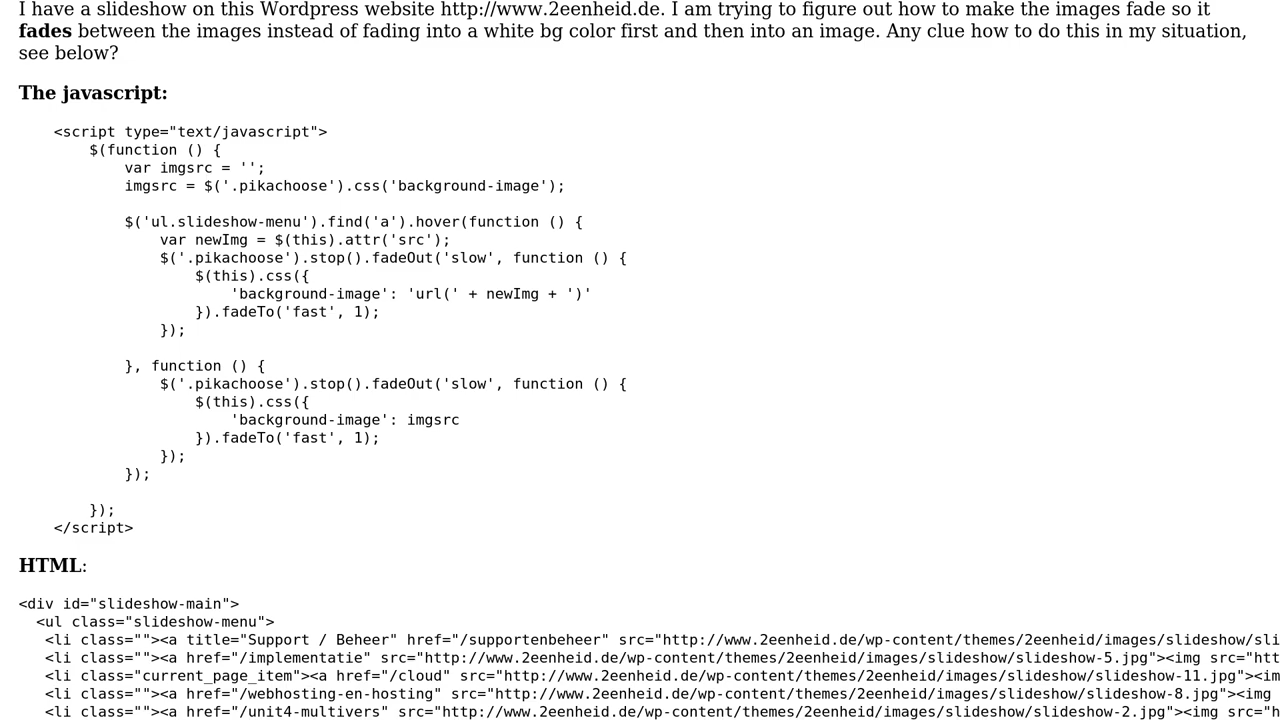 I have a slideshow on this Wordpress website http://www.2eenheid.de. I am trying to figure out how to make the images fade so it
fades between the images instead of fading into a white bg color first and then into an image. Any clue how to do this in my situation,
see below?
The javascript:
<script type="text/javascript">
$(function () {
var imgsrc = '';
imgsrc = $('.pikachoose').css('background-image');
$('ul.slideshow-menu').find('a').hover(function () {
var newImg = $(this).attr('src');
$('.pikachoose').stop().fadeOut('slow', function () {
$(this).css({
'background-image': 'url(' + newImg + ')'
}).fadeTo('fast', 1);
});
}, function () {
$('.pikachoose').stop().fadeOut('slow', function () {
$(this).css({
'background-image': imgsrc
}).fadeTo('fast', 1);
});
});
});
</script>
HTML:
<div id="slideshow-main">
<ul class="slideshow-menu">
<li class=""><a title="Support / Beheer" href="/supportenbeheer" src="http://www.2eenheid.de/wp-content/themes/2eenheid/images/slideshow/sli
<li class=""><a href="/implementatie" src="http://www.2eenheid.de/wp-content/themes/2eenheid/images/slideshow/slideshow-5.jpg"><img src="htt
<li class="current_page_item"><a href="/cloud" src="http://www.2eenheid.de/wp-content/themes/2eenheid/images/slideshow/slideshow-11.jpg"><im
<li class=""><a href="/webhosting-en-hosting" src="http://www.2eenheid.de/wp-content/themes/2eenheid/images/slideshow/slideshow-8.jpg"><img
<li class=""><a href="/unit4-multivers" src="http://www.2eenheid.de/wp-content/themes/2eenheid/images/slideshow/slideshow-2.jpg"><img src="h